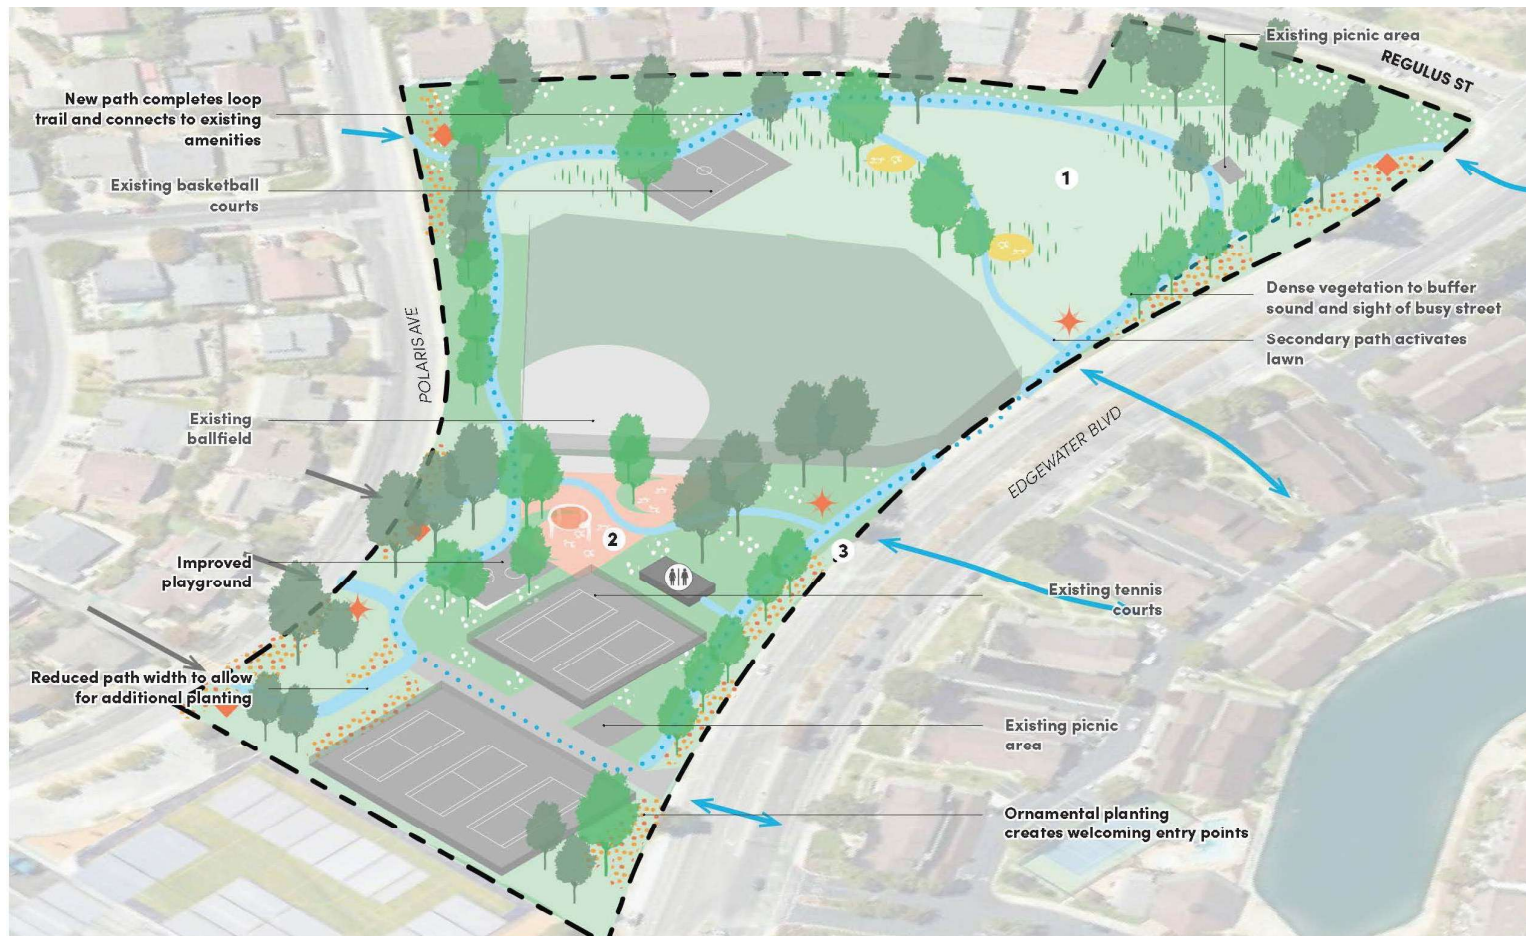 Existing picnic area
REGULUS ST
New path completes loop
trail and connects to existing
amenities
Existing basketball
courts
1
Dense vegetation to buffer
sound and sight of busy street
Secondary path activates
lawn
POLARIS AVE
Existing
ballfield
EDGEWATER BLVD
2
3
Improved
playground
Existing tennis
courts
Reduced path width to allow
for additional planting
Existing picnic
area
Ornamental planting
creates welcoming entry points